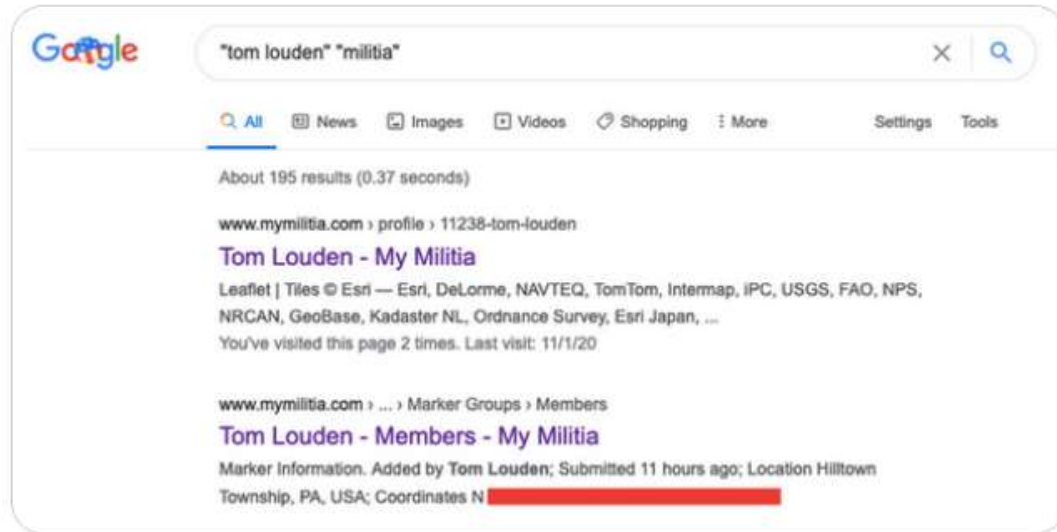 Google
"tom louden" "militia"
All News Images Videos Shopping More Settings Tools
About 195 results (0.37 seconds)
www.mymilitia.com › profile › 11238-tom-louden
Tom Louden - My Militia
Leaflet | Tiles © Esri — Esri, DeLorme, NAVTEQ, TomTom, Intermap, iPC, USGS, FAO, NPS,
NRCAN, GeoBase, Kadaster NL, Ordnance Survey, Esri Japan, ...
You've visited this page 2 times. Last visit: 11/1/20
www.mymilitia.com › ... › Marker Groups › Members
Tom Louden - Members - My Militia
Marker Information. Added by Tom Louden; Submitted 11 hours ago; Location Hilltown
Township, PA, USA; Coordinates N